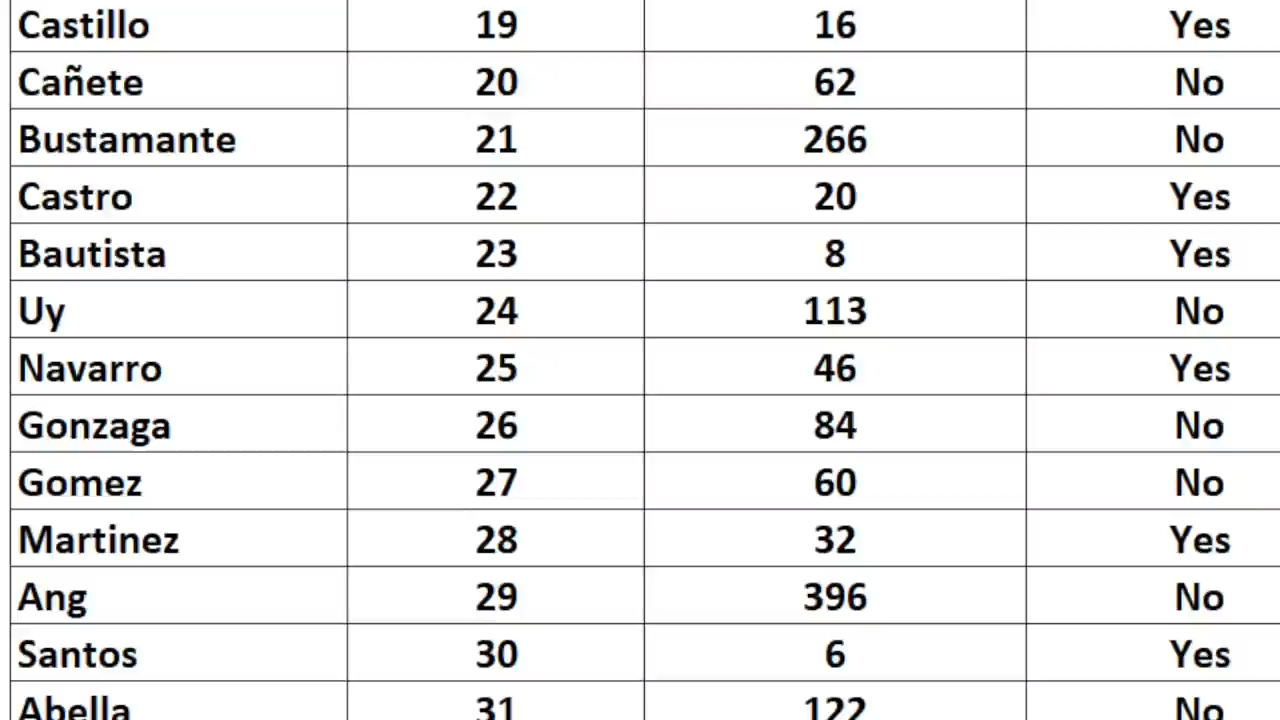 Castillo 19 16 Yes
Cañete 20 62 No
Bustamante 21 266 No
Castro 22 20 Yes
Bautista 23 8 Yes
Uy 24 113 No
Navarro 25 46 Yes
Gonzaga 26 84 No
Gomez 27 60 No
Martinez 28 32 Yes
Ang 29 396 No
Santos 30 6 Yes
Abella 31 122 No